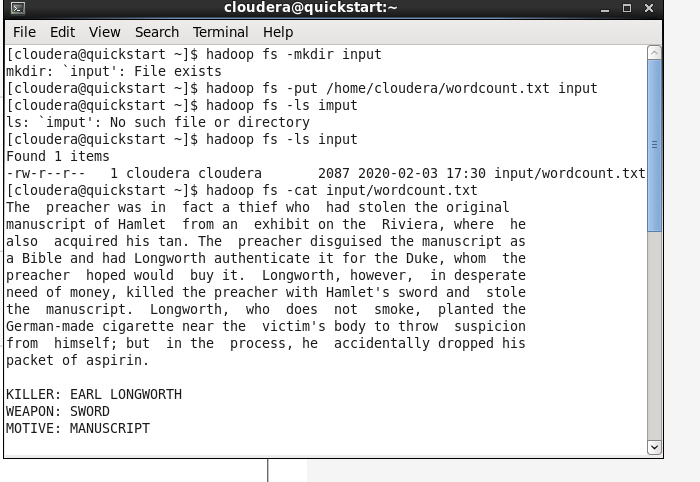 cloudera@quickstart:~
File Edit View Search Terminal Help
[cloudera@quickstart ~]$ hadoop fs -mkdir input
mkdir: `input': File exists
[cloudera@quickstart ~]$ hadoop fs -put /home/cloudera/wordcount.txt input
[cloudera@quickstart ~]$ hadoop fs -ls imput
ls: `imput': No such file or directory
[cloudera@quickstart ~]$ hadoop fs -ls input
Found 1 items
-rw-r--r--   1 cloudera cloudera       2087 2020-02-03 17:30 input/wordcount.txt
[cloudera@quickstart ~]$ hadoop fs -cat input/wordcount.txt
The  preacher was in  fact a thief who  had stolen the original
manuscript of Hamlet  from an  exhibit on the  Riviera, where  he
also  acquired his tan. The  preacher disguised the manuscript as
a Bible and had Longworth authenticate it for the Duke, whom  the
preacher  hoped would  buy it.  Longworth, however,  in desperate
need of money, killed the preacher with Hamlet's sword and  stole
the  manuscript.  Longworth,  who  does  not  smoke,  planted the
German-made cigarette near the  victim's body to throw  suspicion
from  himself; but  in the  process, he  accidentally dropped his
packet of aspirin.
KILLER: EARL LONGWORTH
WEAPON: SWORD
MOTIVE: MANUSCRIPT